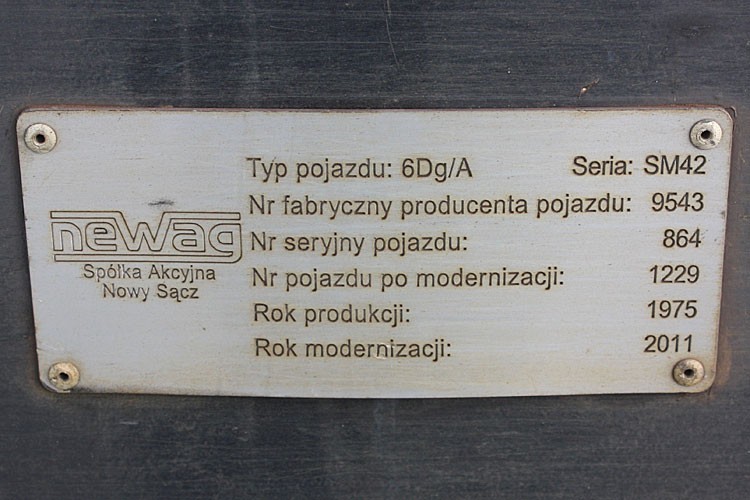 newag
Spółka Akcyjna
Nowy Sącz
Typ pojazdu: 6Dg/A Seria: SM42
Nr fabryczny producenta pojazdu: 9543
Nr seryjny pojazdu: 864
Nr pojazdu po modernizacji: 1229
Rok produkcji: 1975
Rok modernizacji: 2011